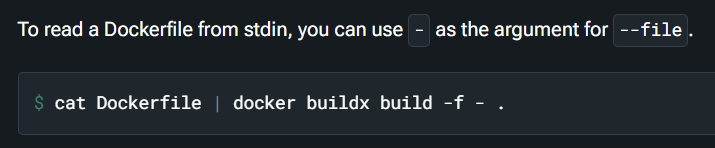 To read a Dockerfile from stdin, you can use - as the argument for --file.
$ cat Dockerfile | docker buildx build -f - .